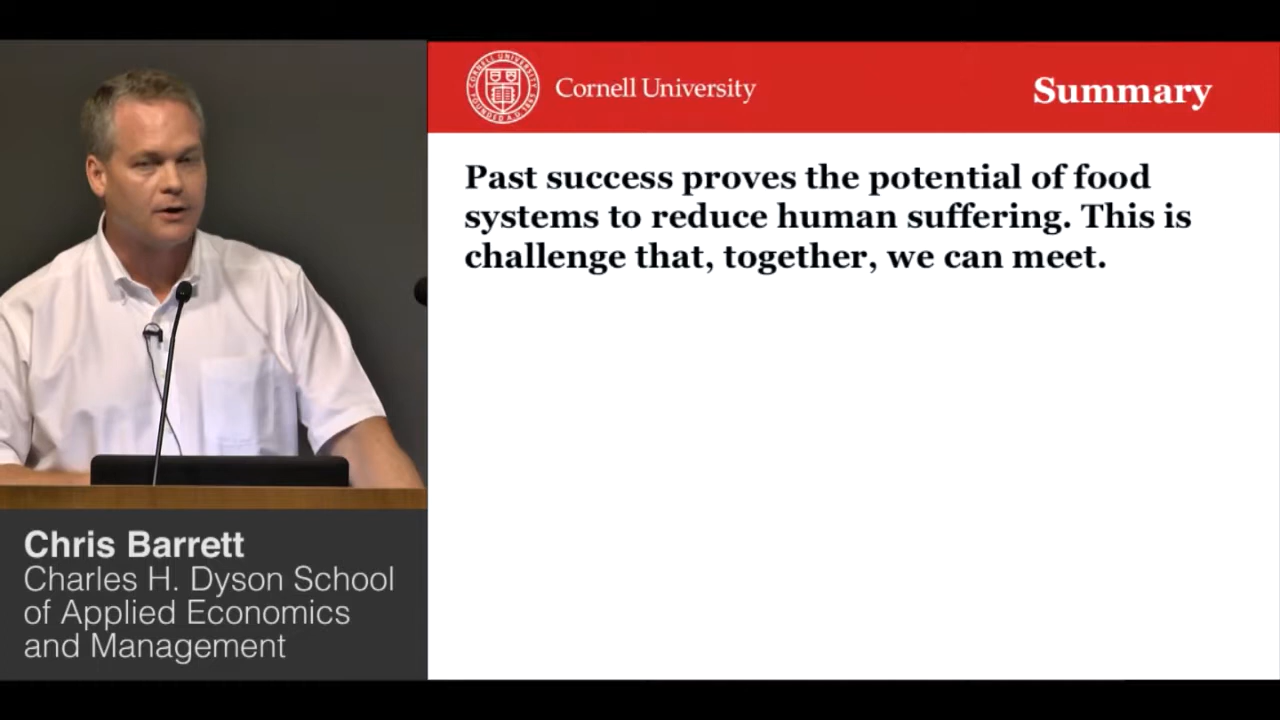 Cornell University
Summary
Past success proves the potential of food
systems to reduce human suffering. This is
challenge that, together, we can meet.
Chris Barrett
Charles H. Dyson School
of Applied Economics
and Management